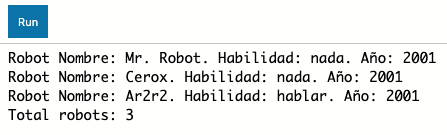 Run
Robot Nombre: Mr. Robot. Habilidad: nada. Año: 2001
Robot Nombre: Cerox. Habilidad: nada. Año: 2001
Robot Nombre: Ar2r2. Habilidad: hablar. Año: 2001
Total robots: 3